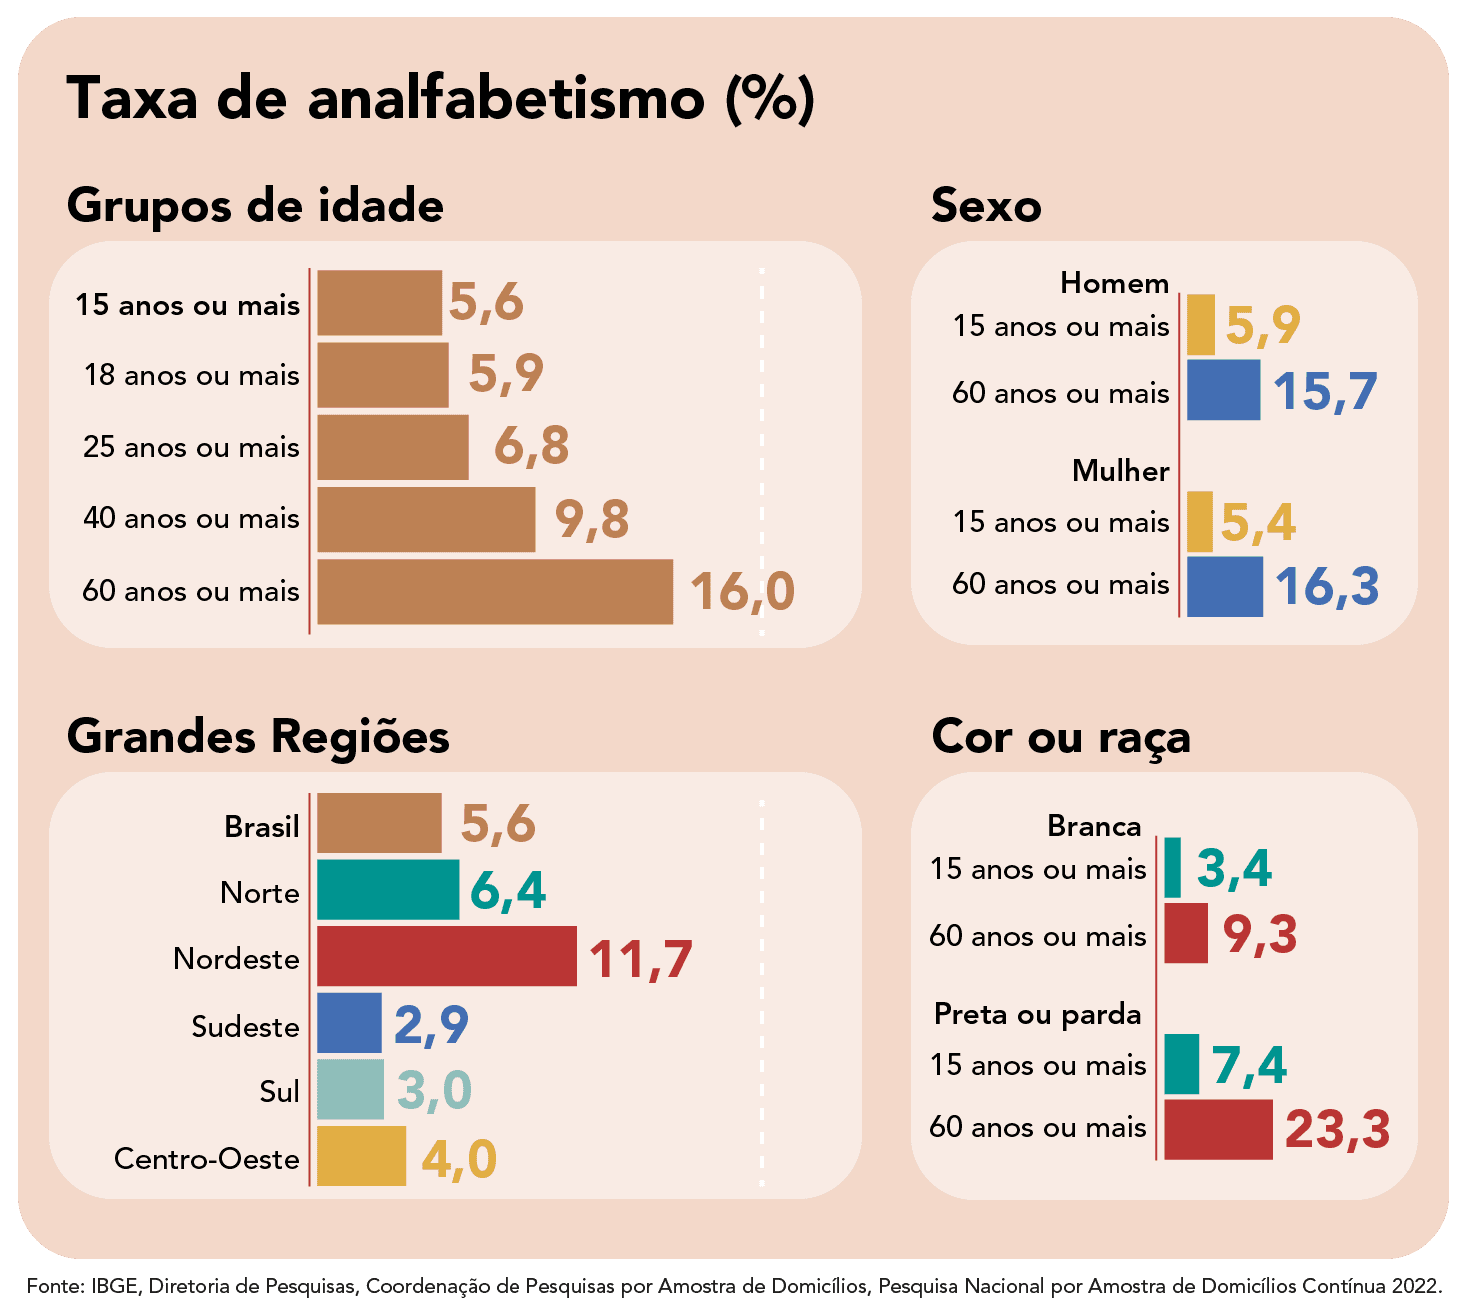 Taxa de analfabetismo (%)
Grupos de idade
15 anos ou mais 5,6
18 anos ou mais 5,9
25 anos ou mais 6,8
40 anos ou mais 9,8
60 anos ou mais 16,0
Sexo
Homem
15 anos ou mais 5,9
60 anos ou mais 15,7
Mulher
15 anos ou mais 5,4
60 anos ou mais 16,3
Grandes Regiões
Brasil 5,6
Norte 6,4
Nordeste 11,7
Sudeste 2,9
Sul 3,0
Centro-Oeste 4,0
Cor ou raça
Branca
15 anos ou mais 3,4
60 anos ou mais 9,3
Preta ou parda
15 anos ou mais 7,4
60 anos ou mais 23,3
Fonte: IBGE, Diretoria de Pesquisas, Coordenação de Pesquisas por Amostra de Domicílios, Pesquisa Nacional por Amostra de Domicílios Contínua 2022.